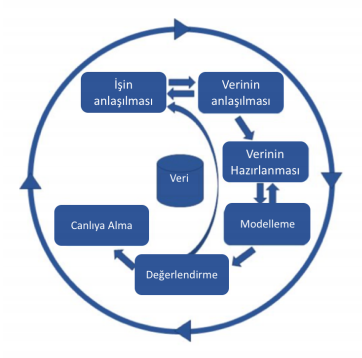 İşin
anlaşılması
Verinin
anlaşılması
Verinin
Hazırlanması
Veri
Modelleme
Canlıya Alma
Değerlendirme